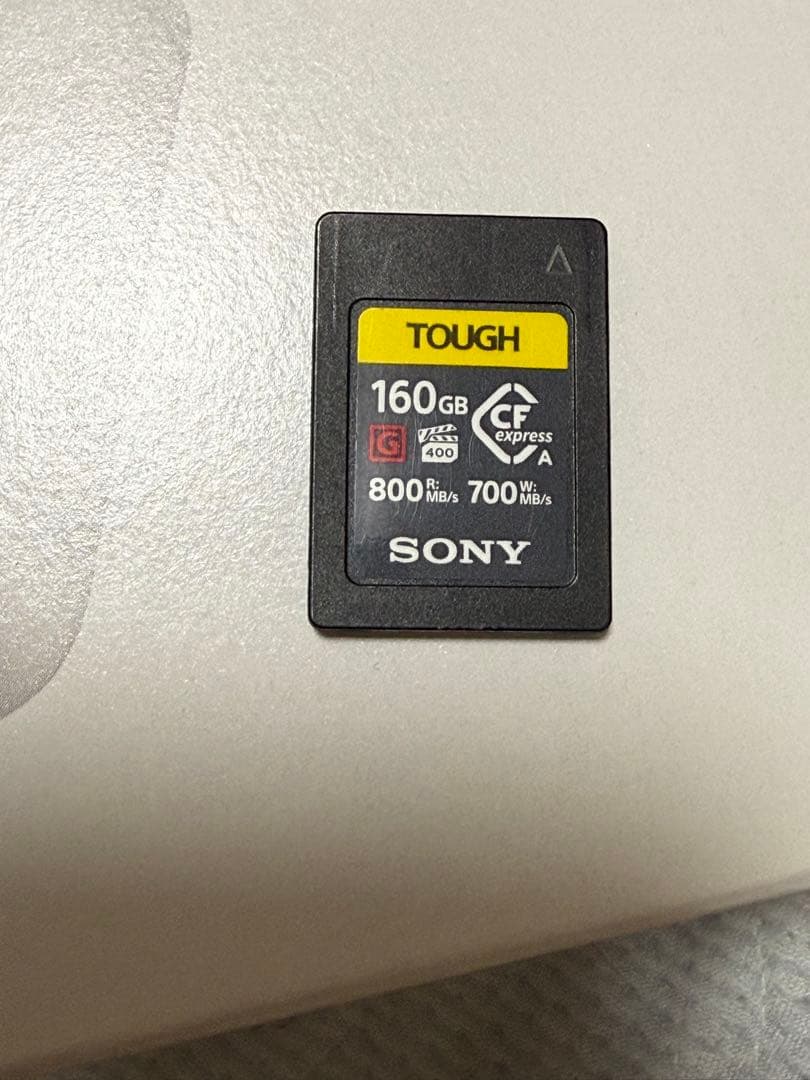 TOUGH
160GB
CF
express
A
G
400
800 R: MB/s 700 W: MB/s
SONY